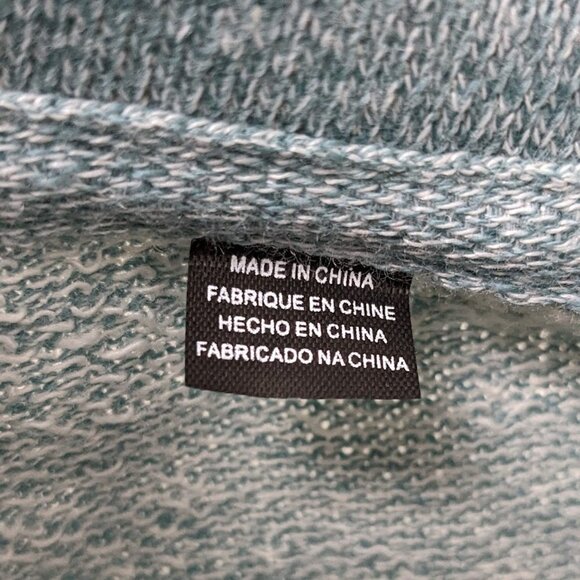 MADE IN CHINA
FABRIQUE EN CHINE
HECHO EN CHINA
FABRICADO NA CHINA